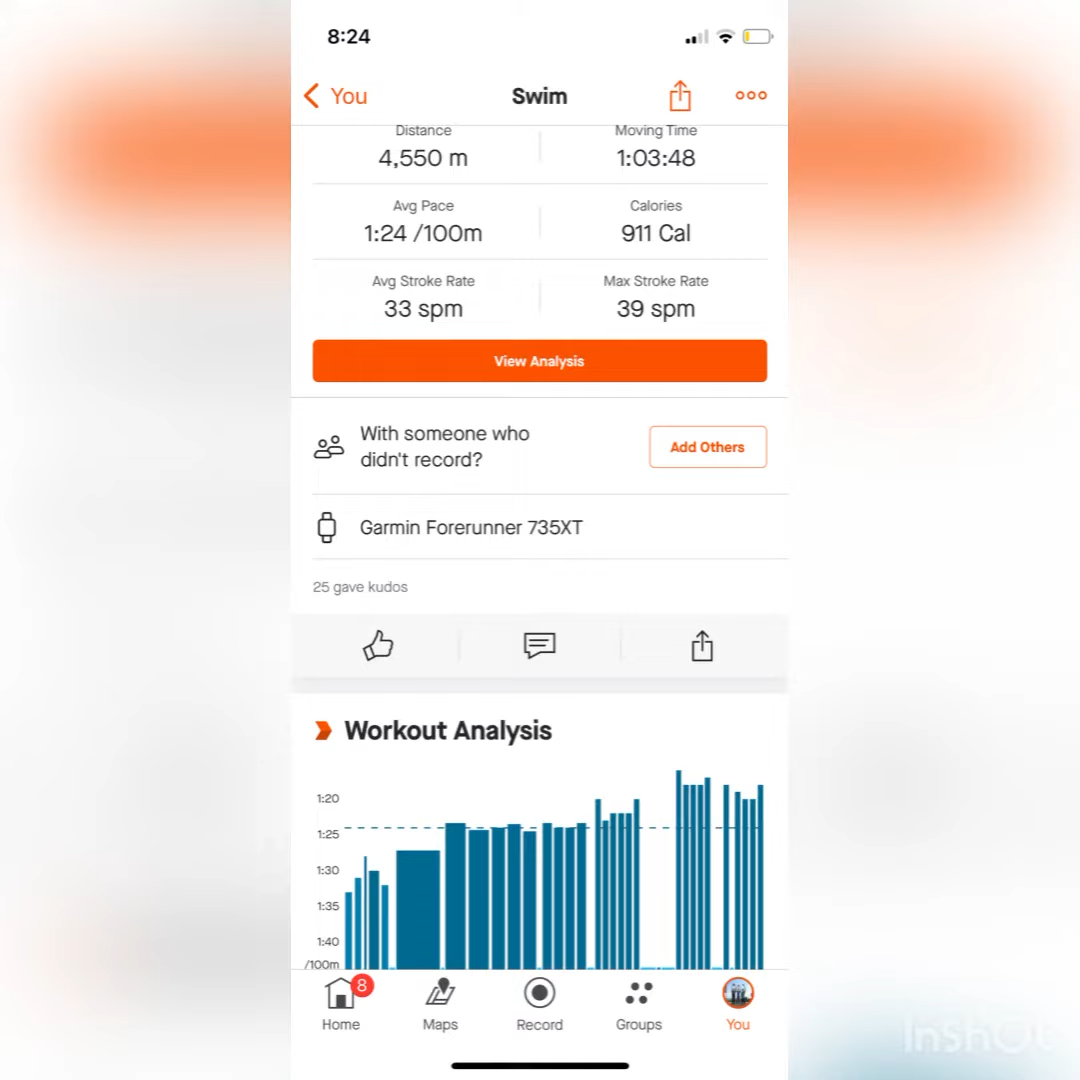 8:24
You
Swim
Distance
Moving Time
4,550 m
1:03:48
Avg Pace
Calories
1:24 /100m
911 Cal
Avg Stroke Rate
Max Stroke Rate
33 spm
39 spm
View Analysis
With someone who
didn't record?
Add Others
Garmin Forerunner 735XT
25 gave kudos
Workout Analysis
1:20
1:25
1:30
1:35
1:40
/100m
8
Home
Maps
Record
Groups
You
InShOt